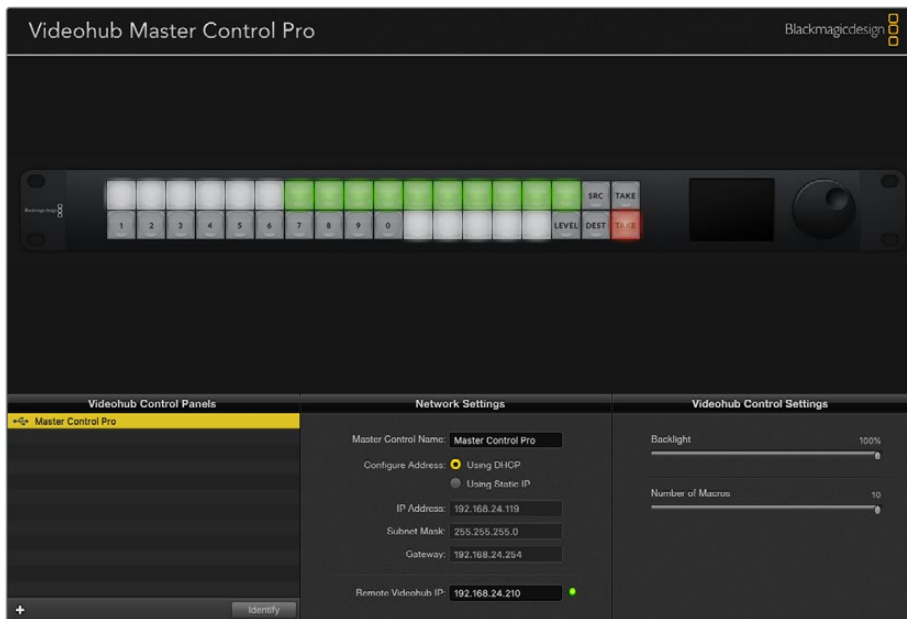 Videohub Master Control Pro
Blackmagicdesign
Blackmagicdesign
SRC TAKE
1 2 3 4 5 6 7 8 9 0 LEVEL DEST TAKE
Videohub Control Panels
Master Control Pro
Identify
Network Settings
Master Control Name: Master Control Pro
Configure Address: Using DHCP
Using Static IP
IP Address: 192.168.24.119
Subnet Mask: 255.255.255.0
Gateway: 192.168.24.254
Remote Videohub IP: 192.168.24.210
Videohub Control Settings
Backlight 100%
Number of Macros 10